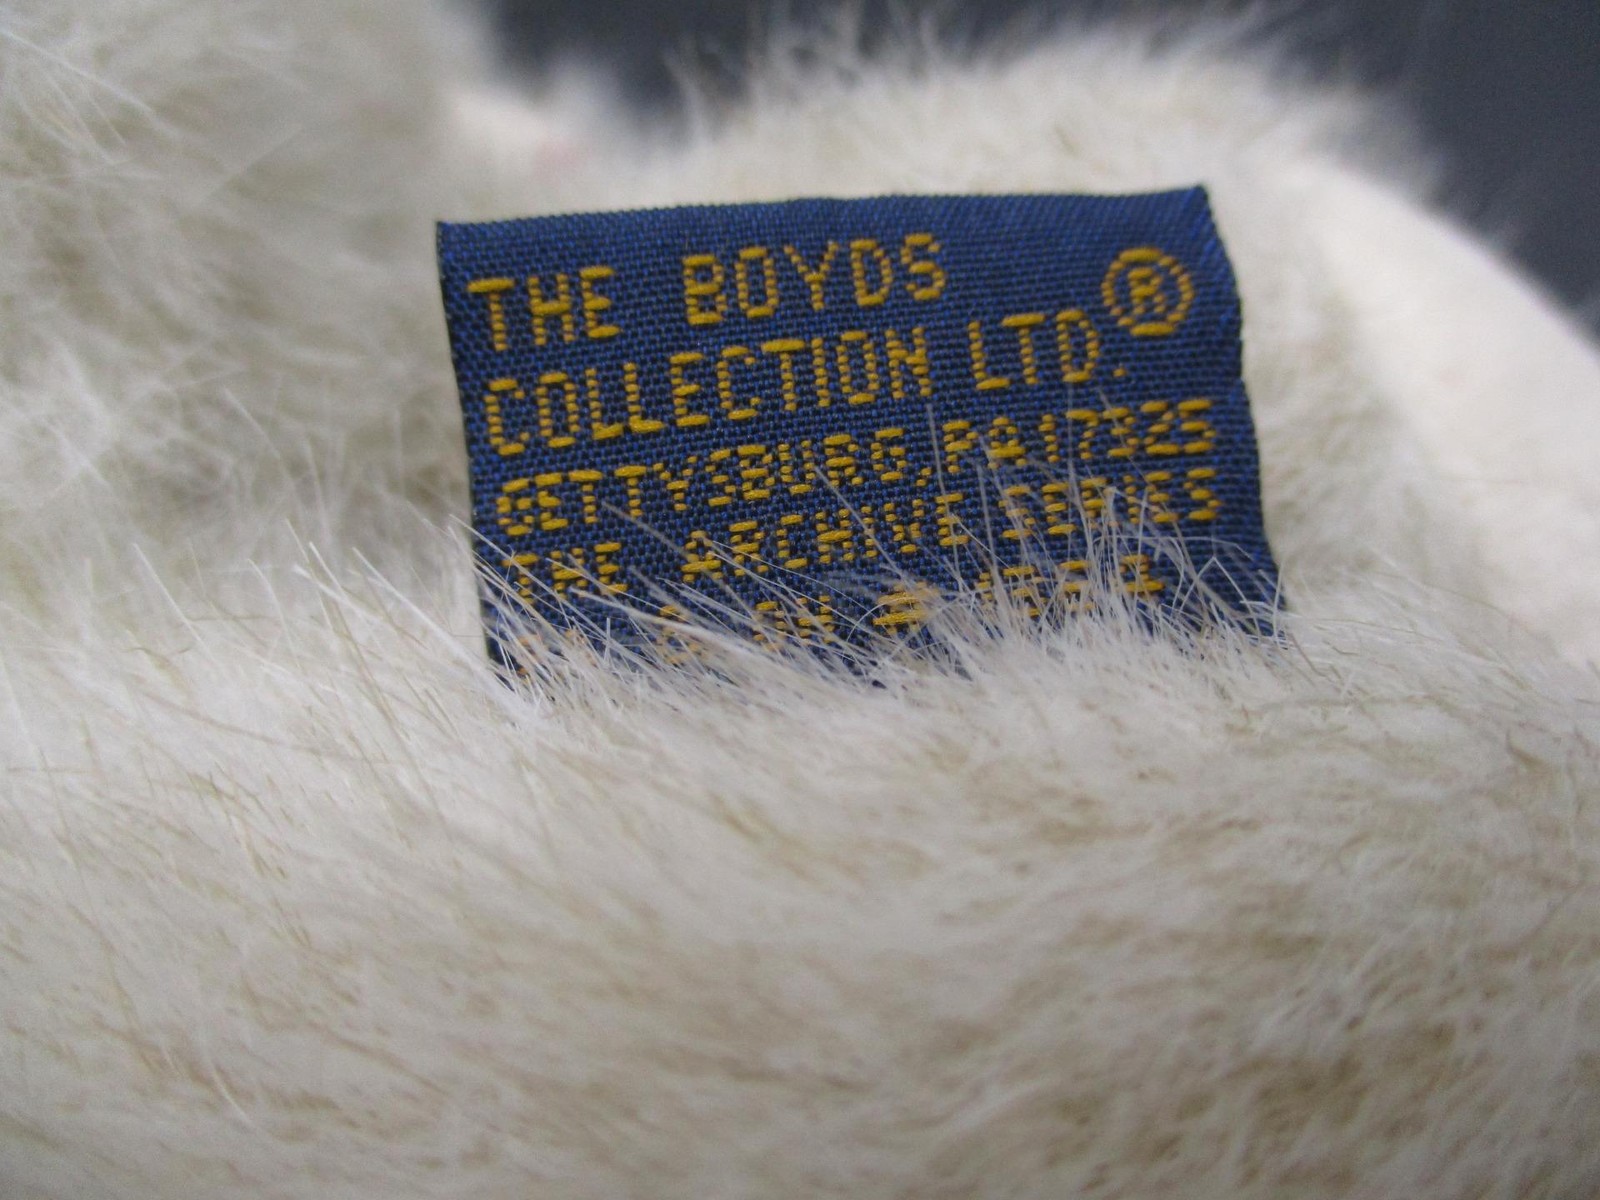 THE BOYDS ®
COLLECTION LTD.
GETTYSBURG, PA 17325
THE ARCHIVE SERIES